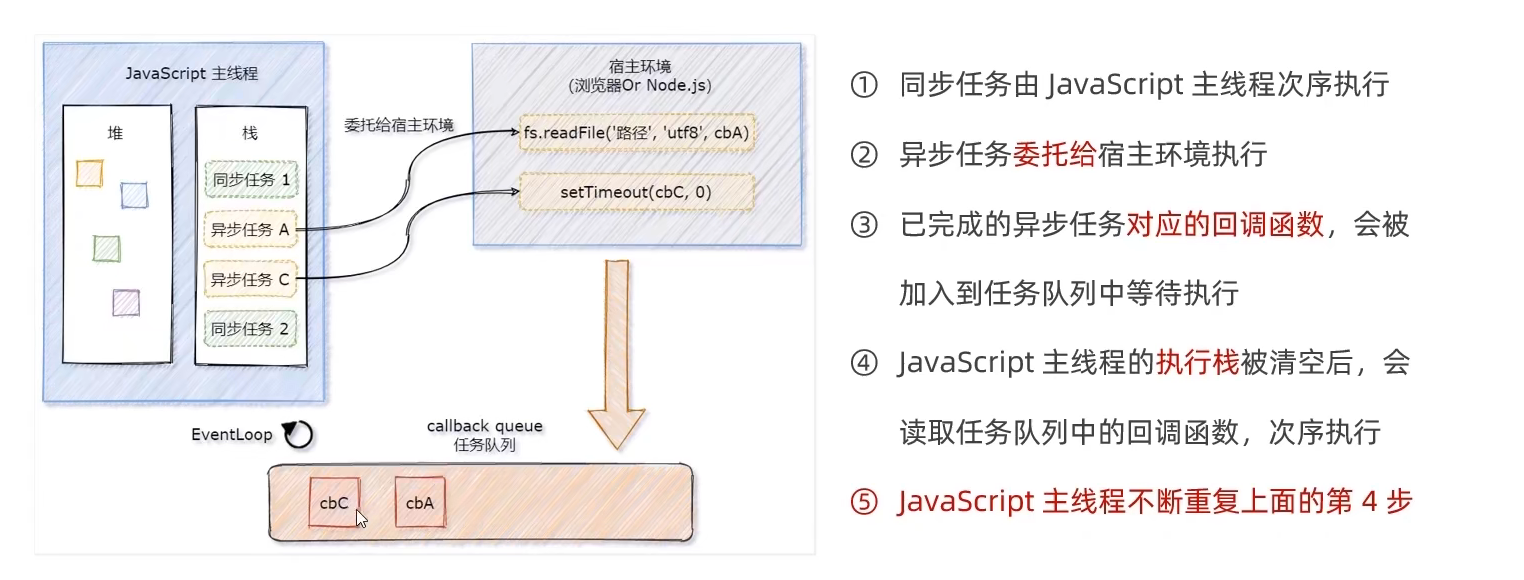 JavaScript 主线程
堆
栈
同步任务 1
异步任务 A
异步任务 C
同步任务 2
委托给宿主环境
宿主环境
(浏览器Or Node.js)
fs.readFile('路径', 'utf8', cbA)
setTimeout(cbC, 0)
EventLoop
callback queue
任务队列
cbC
cbA
① 同步任务由 JavaScript 主线程次序执行
② 异步任务委托给宿主环境执行
③ 已完成的异步任务对应的回调函数，会被
加入到任务队列中等待执行
④ JavaScript 主线程的执行栈被清空后，会
读取任务队列中的回调函数，次序执行
⑤ JavaScript 主线程不断重复上面的第 4 步